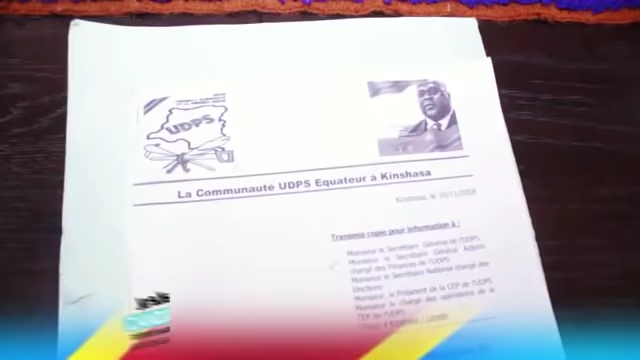 UDPS
La Communauté UDPS Equateur à Kinshasa
Kinshasa, le 10/11/2018
Transmis copie pour information à :
Monsieur le Secrétaire Général de l'UDPS
Monsieur le Secrétaire Général Adjoint
chargé des Finances de l'UDPS
Monsieur le Secrétaire National chargé des
Elections
Monsieur, le Président de la CEP de l'UDPS
Monsieur le chargé des opérations de la
CEP de l'UDPS